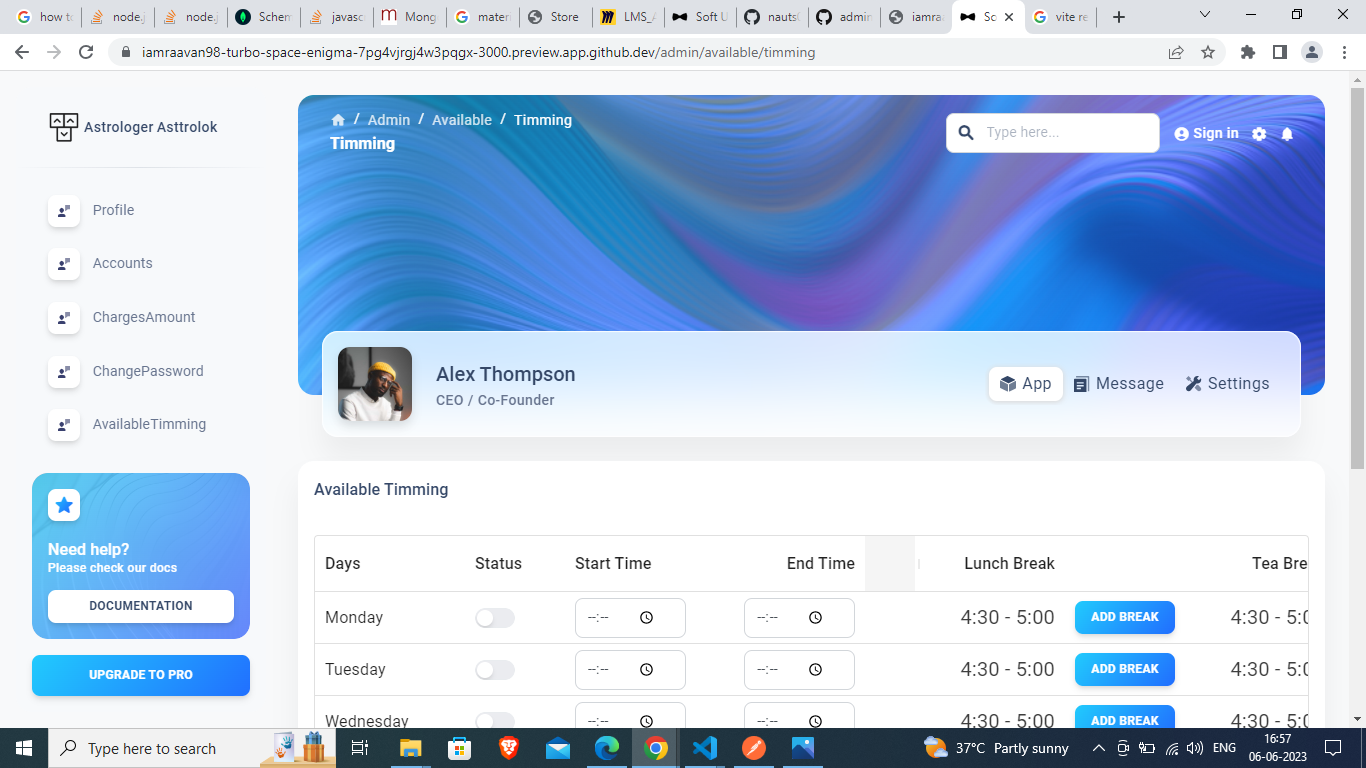 how to
node.j
node.j
Schem
javasc
Mong
mater
Store
LMS_A
Soft U
nauts
admin
iamraa
So
vite re
iamraavan98-turbo-space-enigma-7pg4vjrgj4w3pqgx-3000.preview.app.github.dev/admin/available/timming
Astrologer Asttrolok
/ Admin / Available / Timming
Timming
Type here...
Sign in
Profile
Accounts
ChargesAmount
ChangePassword
AvailableTimming
Need help?
Please check our docs
DOCUMENTATION
UPGRADE TO PRO
Alex Thompson
CEO / Co-Founder
App
Message
Settings
Available Timming
Days Status Start Time End Time Lunch Break Tea Bre
Monday --:-- --:-- 4:30 - 5:00 ADD BREAK 4:30 - 5:0
Tuesday --:-- --:-- 4:30 - 5:00 ADD BREAK 4:30 - 5:0
Wednesday --:-- --:-- 4:30 - 5:00 ADD BREAK 4:30 - 5:0
Type here to search
37°C Partly sunny
ENG
16:57
06-06-2023